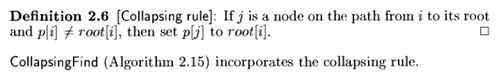 Definition 2.6 [Collapsing rule]: If j is a node on the path from i to its root
and p[i] ≠ root[i], then set p[j] to root[i]. □
CollapsingFind (Algorithm 2.15) incorporates the collapsing rule.